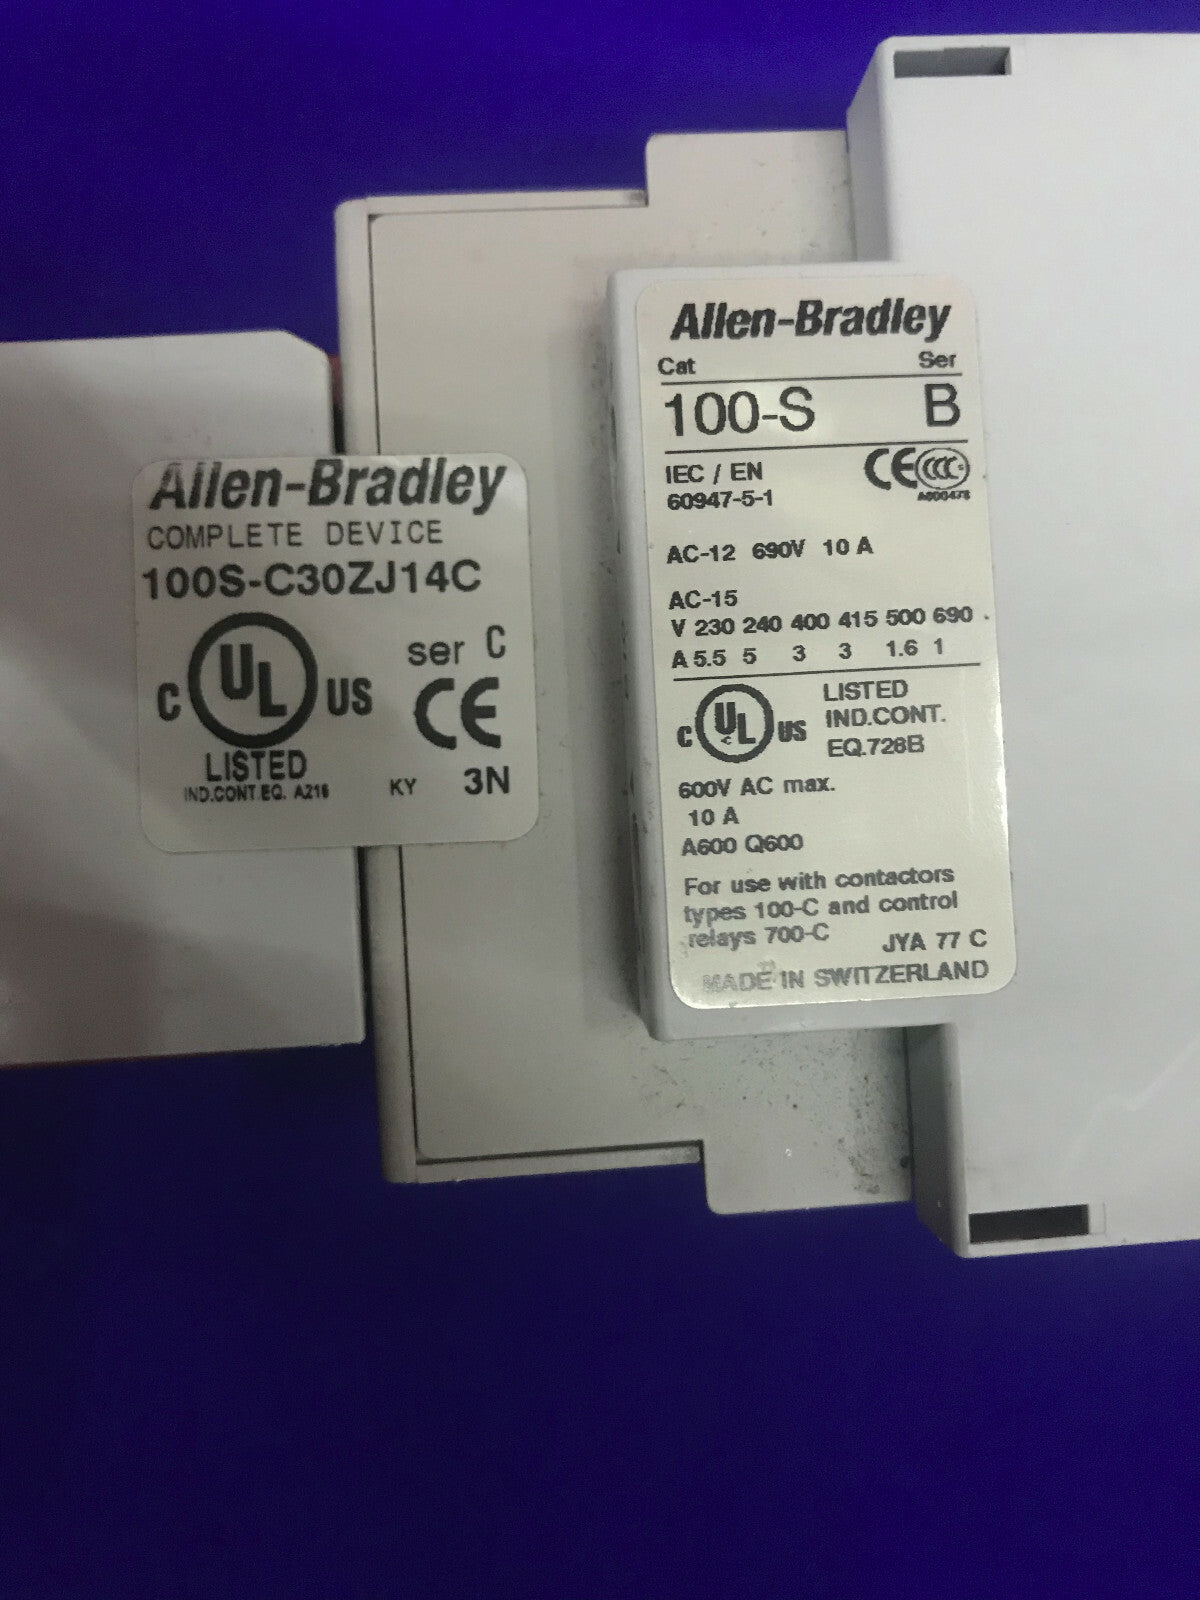 Allen-Bradley
COMPLETE DEVICE
100S-C30ZJ14C
ser C
C UL US
CE
LISTED
IND.CONT.EQ. A216
KY 3N
Allen-Bradley
Cat Ser
100-S B
IEC / EN
60947-5-1
CE CCC
AC-12 690V 10 A
AC-15
V 230 240 400 415 500 690
A 5.5 5 3 3 1.6 1
C UL US
LISTED
IND.CONT.
EQ.728B
600V AC max.
10 A
A600 Q600
For use with contactors
types 100-C and control
relays 700-C
JYA 77 C
MADE IN SWITZERLAND